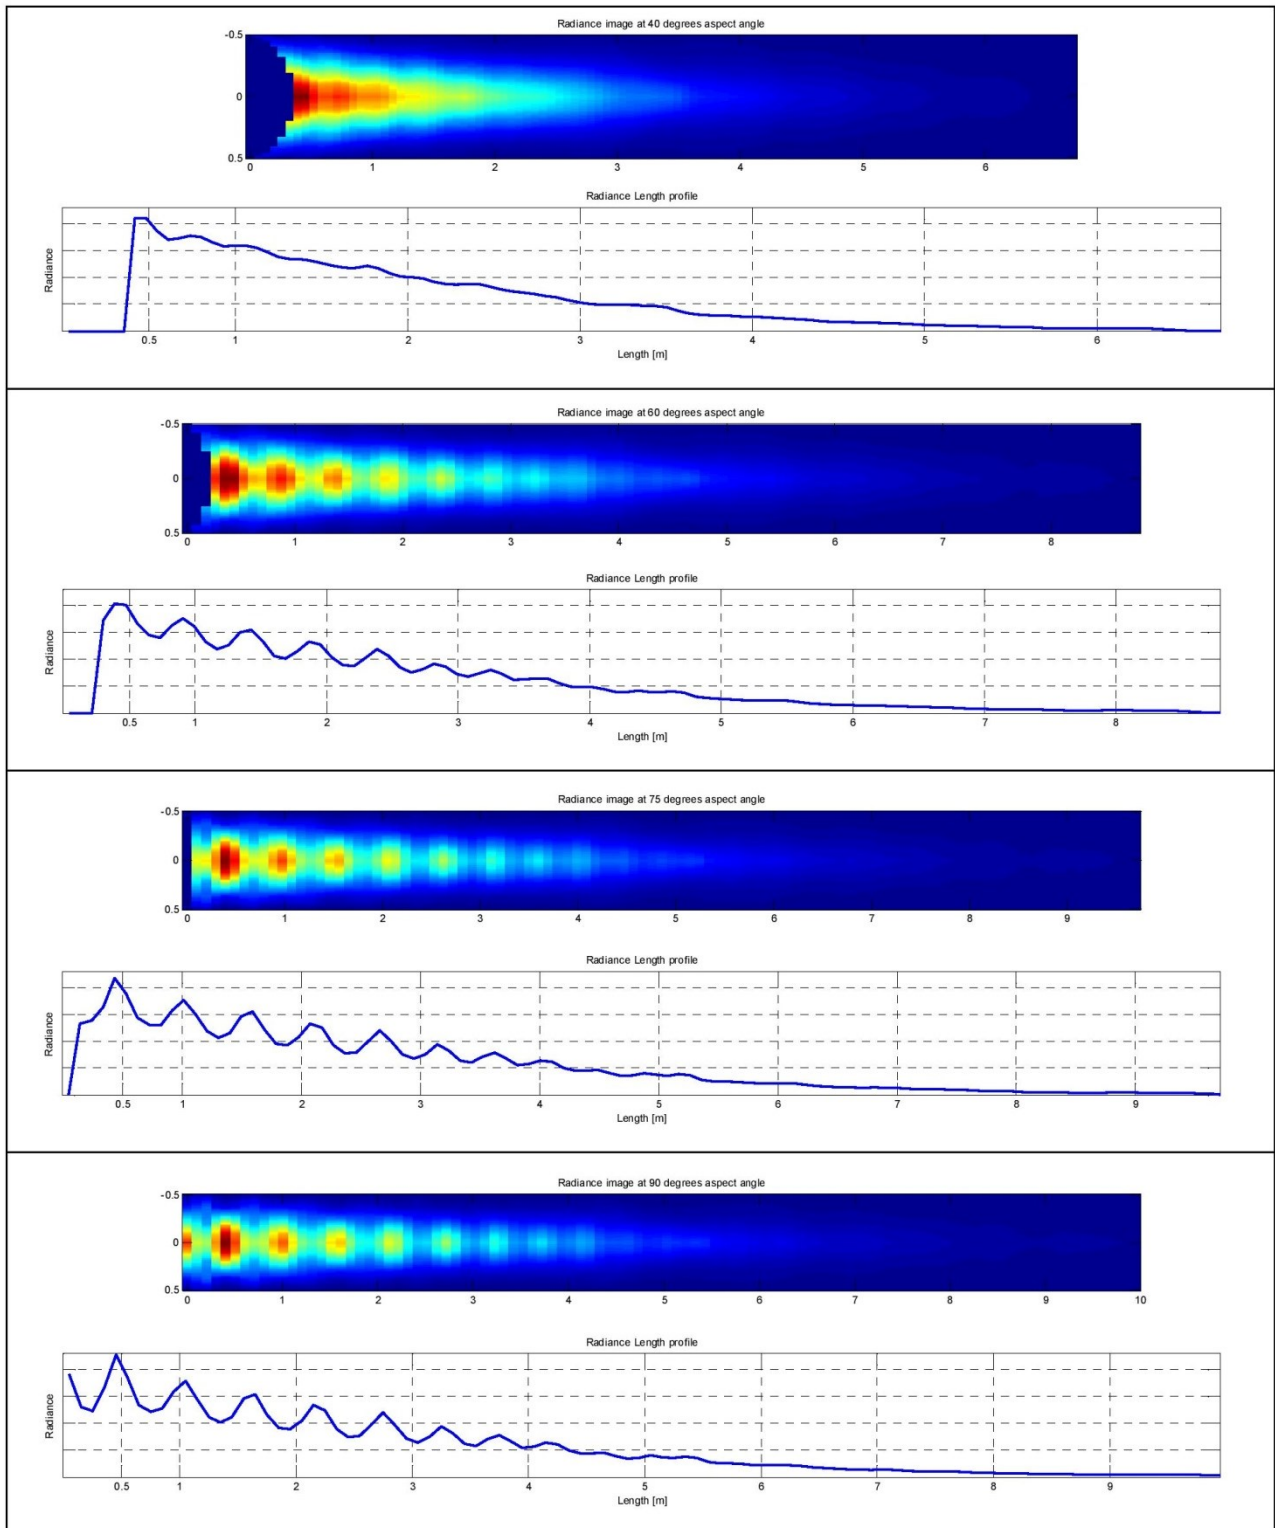 Radiance image at 40 degrees aspect angle
-0.5
0
0.5
0 1 2 3 4 5 6
Radiance Length profile
Radiance
0.5 1 2 3 4 5 6
Length [m]
Radiance image at 60 degrees aspect angle
-0.5
0
0.5
0 1 2 3 4 5 6 7 8
Radiance Length profile
Radiance
0.5 1 2 3 4 5 6 7 8
Length [m]
Radiance image at 75 degrees aspect angle
-0.5
0
0.5
0 1 2 3 4 5 6 7 8 9
Radiance Length profile
Radiance
0.5 1 2 3 4 5 6 7 8 9
Length [m]
Radiance image at 90 degrees aspect angle
-0.5
0
0.5
0 1 2 3 4 5 6 7 8 9 10
Radiance Length profile
Radiance
0.5 1 2 3 4 5 6 7 8 9
Length [m]